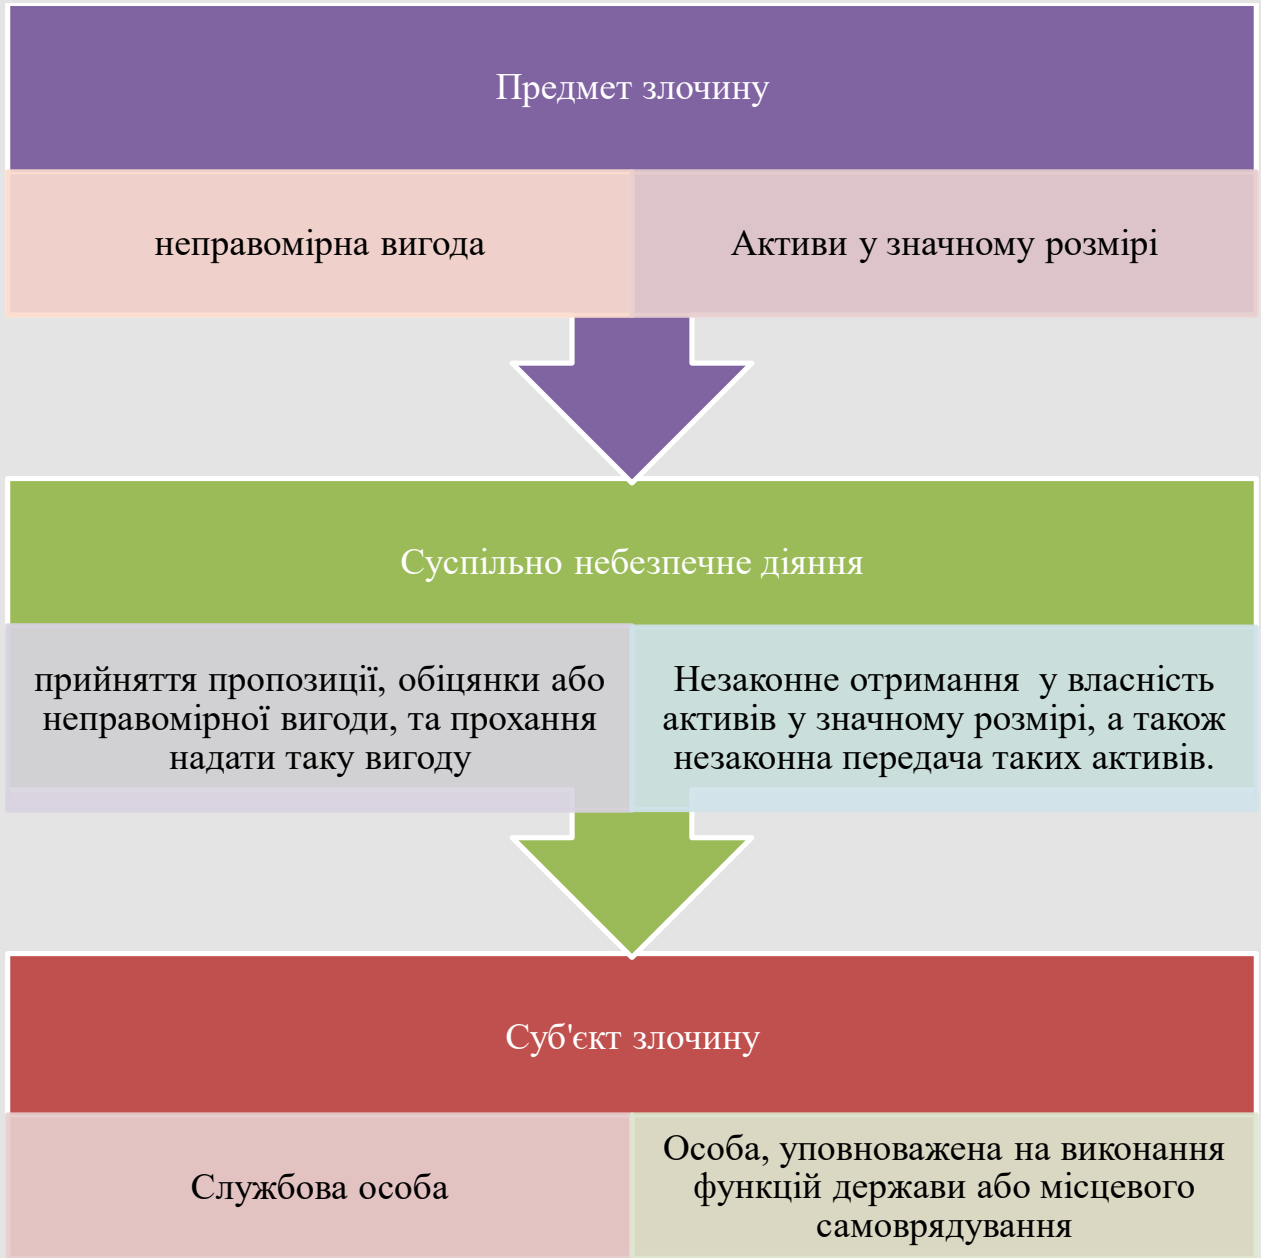 Предмет злочину
неправомірна вигода
Активи у значному розмірі
Суспільно небезпечне діяння
прийняття пропозиції, обіцянки або
неправомірної вигоди, та прохання
надати таку вигоду
Незаконне отримання  у власність
активів у значному розмірі, а також
незаконна передача таких активів.
Суб'єкт злочину
Службова особа
Особа, уповноважена на виконання
функцій держави або місцевого
самоврядування